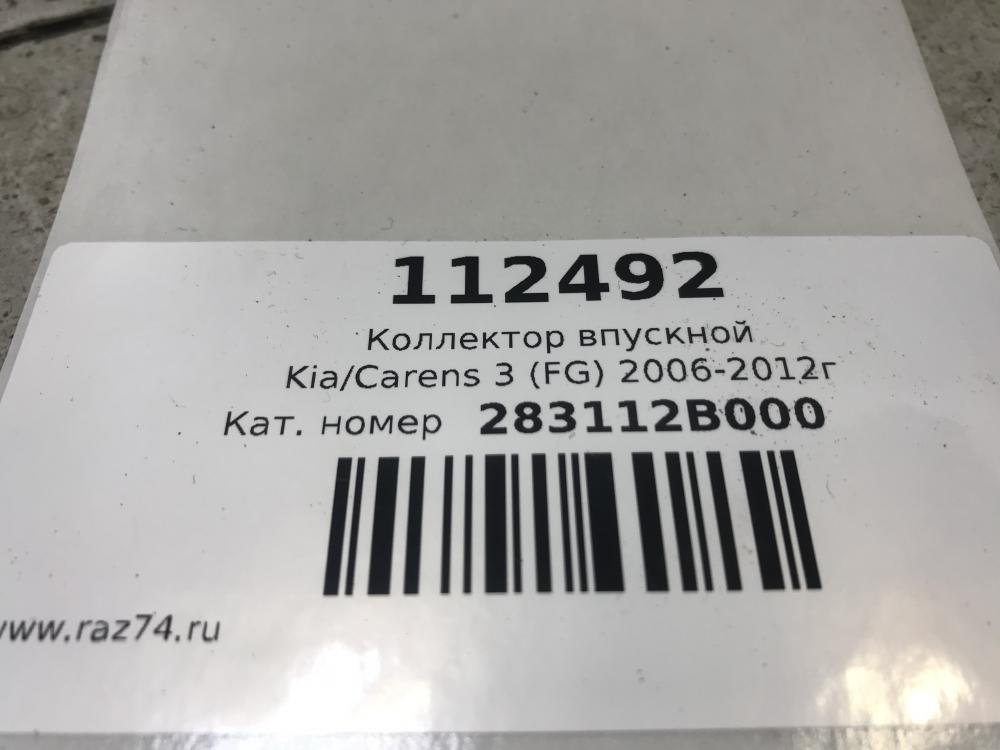 112492
Коллектор впускной
Kia/Carens 3 (FG) 2006-2012г
Кат. номер 283112B000
www.raz74.ru